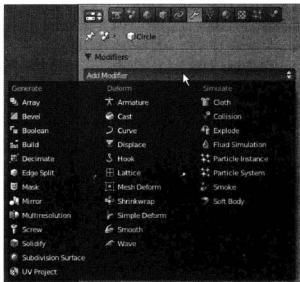 Circle
Modifiers
Add Modifier
Generate
Array
Bevel
Boolean
Build
Decimate
Edge Split
Mask
Mirror
Multiresolution
Screw
Solidify
Subdivision Surface
UV Project
Deform
Armature
Cast
Curve
Displace
Hook
Lattice
Mesh Deform
Shrinkwrap
Simple Deform
Smooth
Wave
Simulate
Cloth
Collision
Explode
Fluid Simulation
Particle Instance
Particle System
Smoke
Soft Body